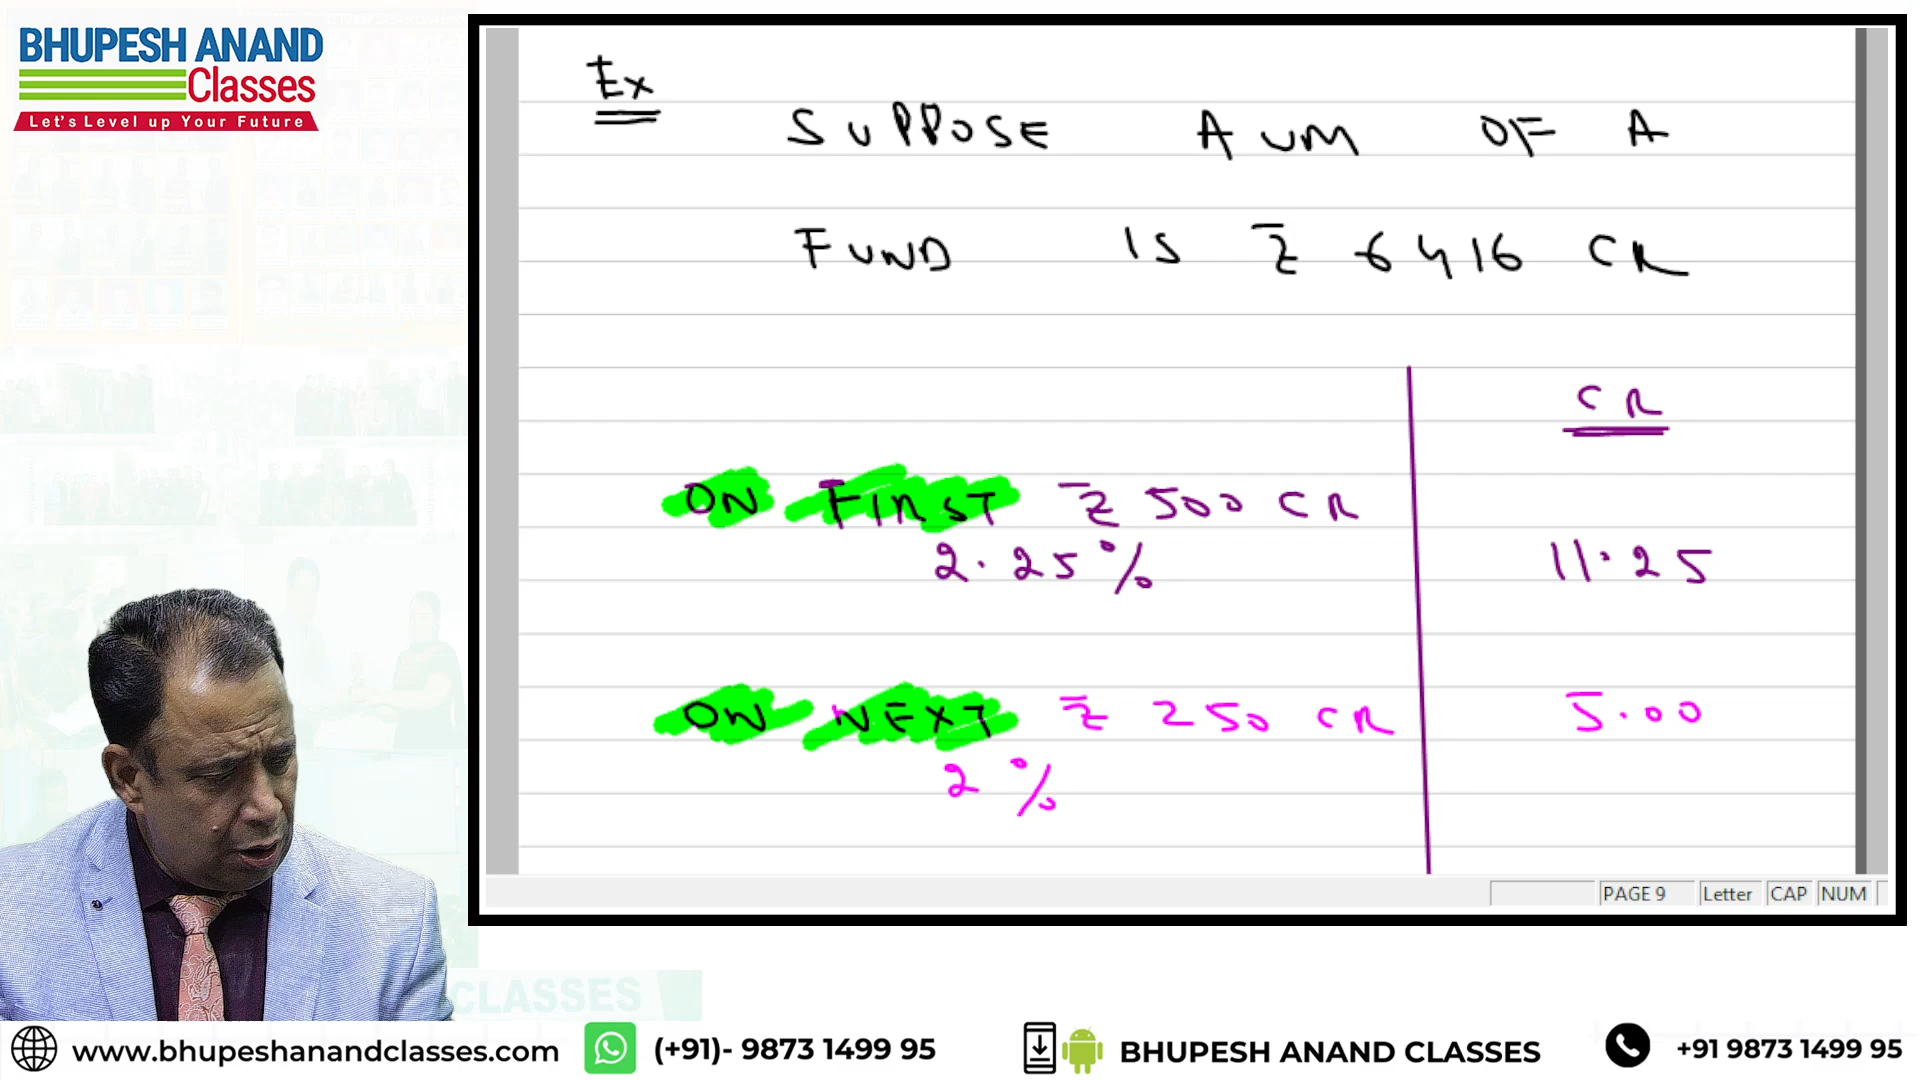 BHUPESH ANAND
Classes
Let's Level up Your Future
Ex
SUPPOSE AUM OF A
FUND IS ₹ 6416 CR
CR
ON FIRST ₹ 500 CR
2.25% 11.25
ON NEXT ₹ 250 CR 5.00
2%
PAGE 9 Letter CAP NUM
CLASSES
www.bhupeshanandclasses.com (+91)- 9873 1499 95 BHUPESH ANAND CLASSES +91 9873 1499 95